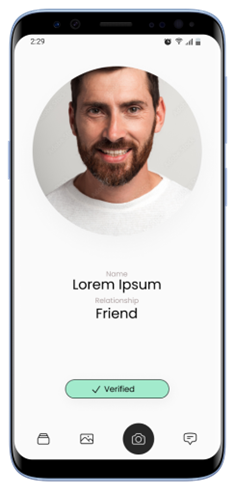 2:29
Name
Lorem Ipsum
Relationship
Friend
Verified